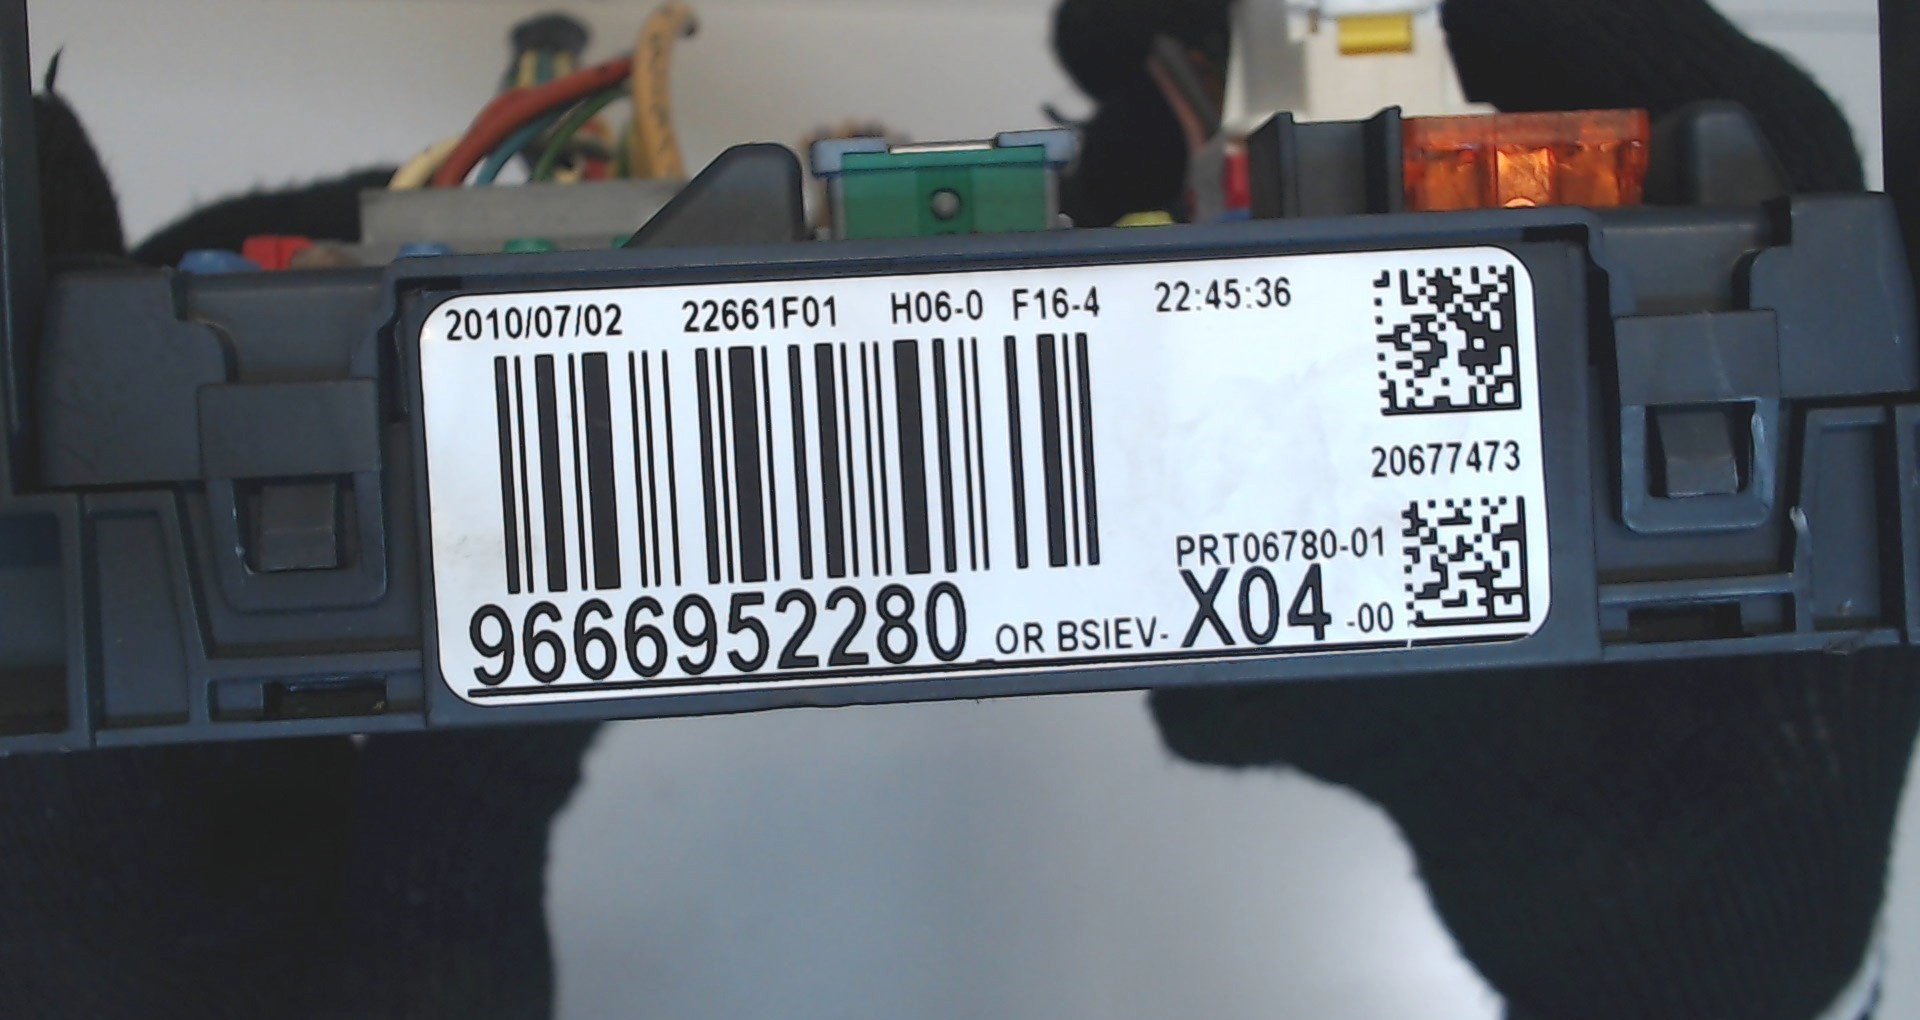 2010/07/02 22661F01 H06-0 F16-4 22:45:36
20677473
PRT06780-01
9666952280 OR BSIEV- X04 -00